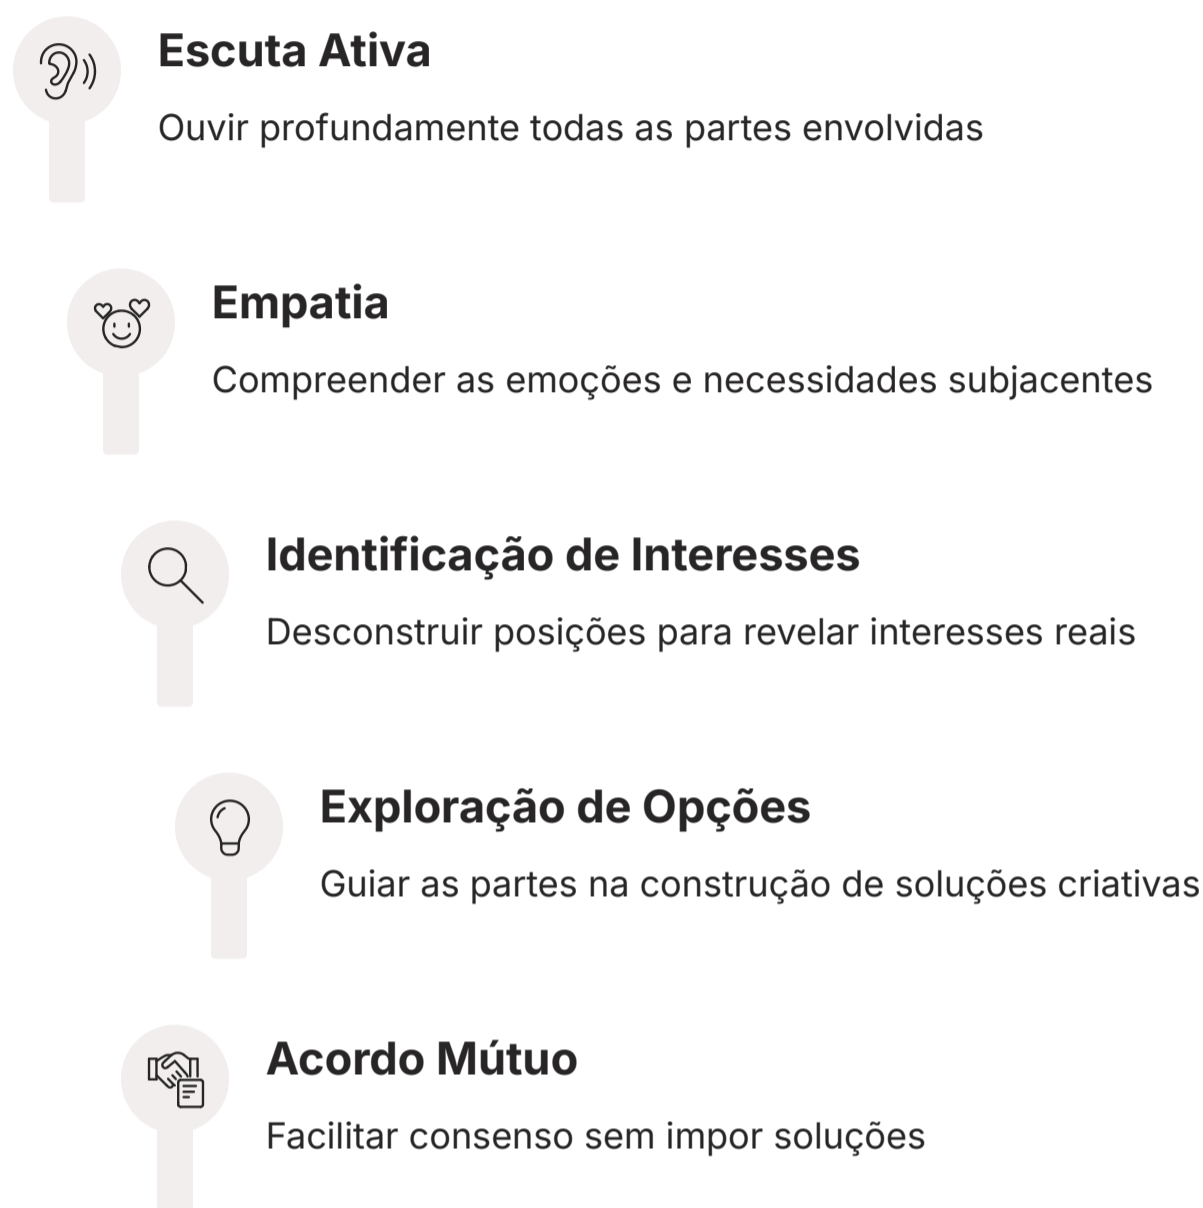 Escuta Ativa
Ouvir profundamente todas as partes envolvidas
Empatia
Compreender as emoções e necessidades subjacentes
Identificação de Interesses
Desconstruir posições para revelar interesses reais
Exploração de Opções
Guiar as partes na construção de soluções criativas
Acordo Mútuo
Facilitar consenso sem impor soluções